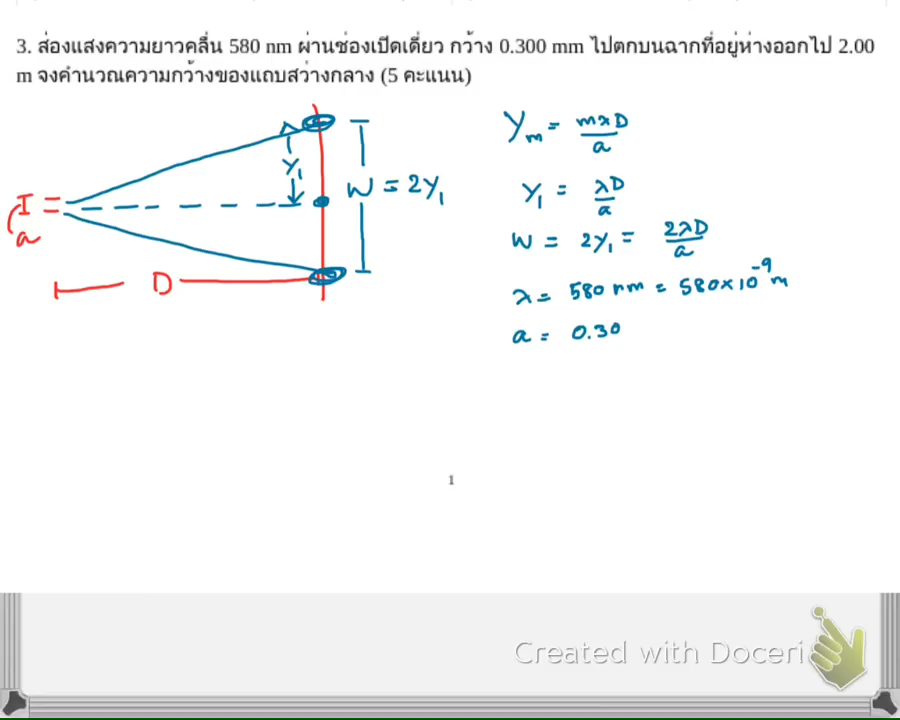 3. ส่องแสงความยาวคลื่น 580 nm ผ่านช่องเปิดเดี่ยว กว้าง 0.300 mm ไปตกบนฉากที่อยู่ห่างออกไป 2.00
m จงคำนวณความกว้างของแถบสว่างกลาง (5 คะแนน)
Yₘ = mλD/a
Y₁
W = 2Y₁
Y₁ = λD/a
a
W = 2Y₁ = 2λD/a
D
λ = 580 nm = 580×10⁻⁹ m
a = 0.30
1
Created with Doceri